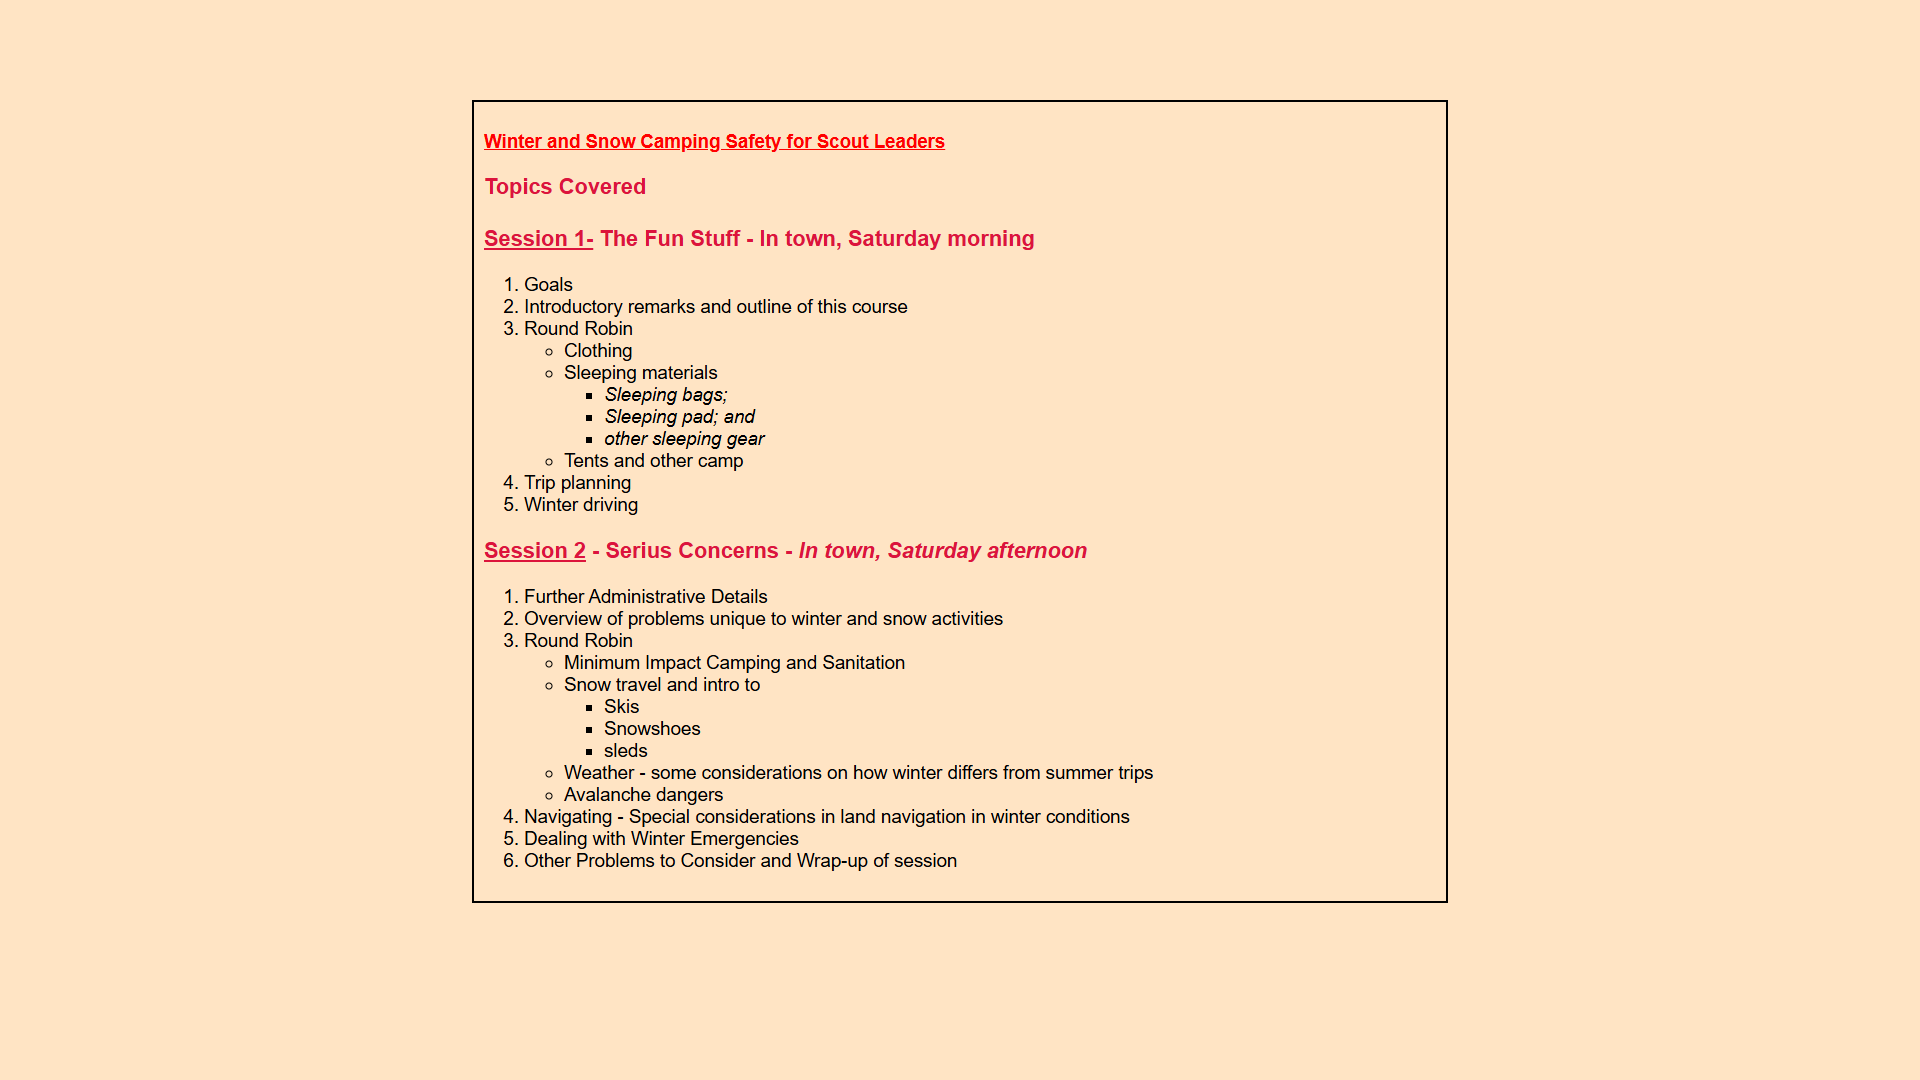 Winter and Snow Camping Safety for Scout Leaders
Topics Covered
Session 1- The Fun Stuff - In town, Saturday morning
1. Goals
2. Introductory remarks and outline of this course
3. Round Robin
Clothing
Sleeping materials
Sleeping bags;
Sleeping pad; and
other sleeping gear
Tents and other camp
4. Trip planning
5. Winter driving
Session 2 - Serius Concerns - In town, Saturday afternoon
1. Further Administrative Details
2. Overview of problems unique to winter and snow activities
3. Round Robin
Minimum Impact Camping and Sanitation
Snow travel and intro to
Skis
Snowshoes
sleds
Weather - some considerations on how winter differs from summer trips
Avalanche dangers
4. Navigating - Special considerations in land navigation in winter conditions
5. Dealing with Winter Emergencies
6. Other Problems to Consider and Wrap-up of session